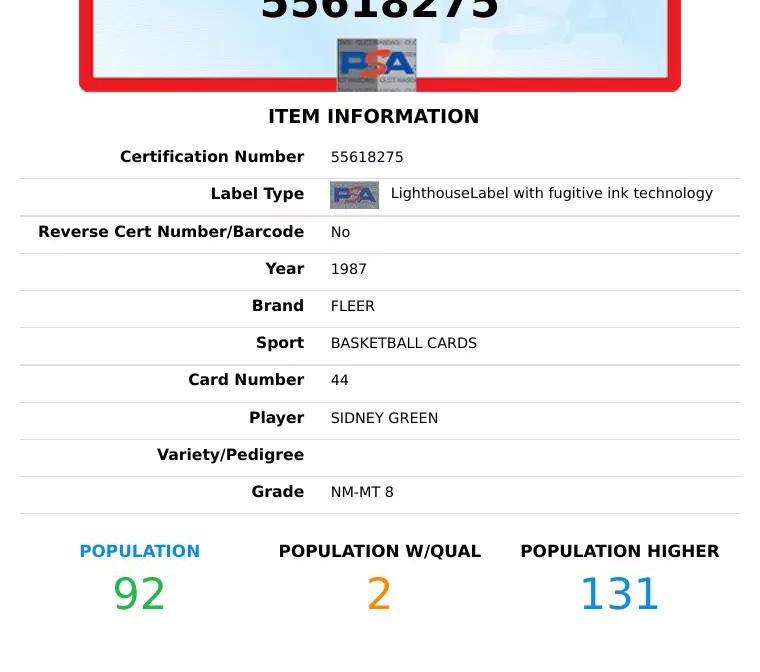 55618275
PSA
ITEM INFORMATION
Certification Number 55618275
Label Type PSA LighthouseLabel with fugitive ink technology
Reverse Cert Number/Barcode No
Year 1987
Brand FLEER
Sport BASKETBALL CARDS
Card Number 44
Player SIDNEY GREEN
Variety/Pedigree
Grade NM-MT 8
POPULATION POPULATION W/QUAL POPULATION HIGHER
92 2 131